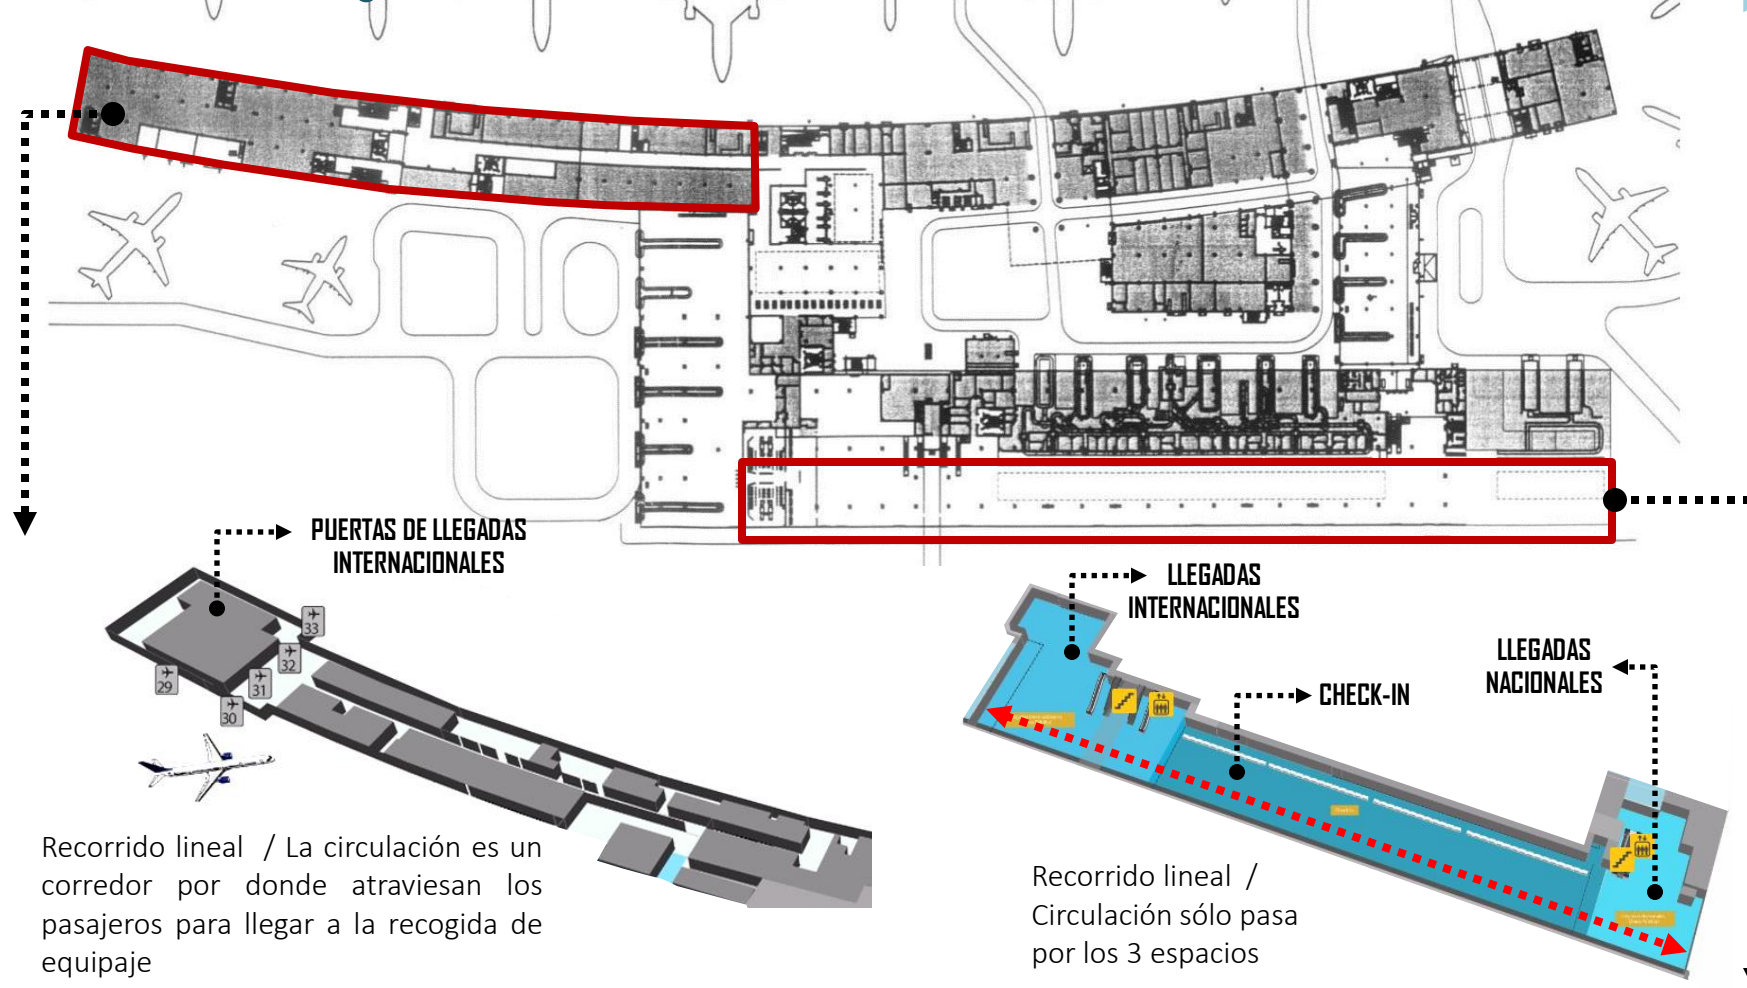 PUERTAS DE LLEGADAS
INTERNACIONALES
33
32
31
30
29
Recorrido lineal / La circulación es un
corredor por donde atraviesan los
pasajeros para llegar a la recogida de
equipaje
LLEGADAS
INTERNACIONALES
CHECK-IN
LLEGADAS
NACIONALES
Recorrido lineal /
Circulación sólo pasa
por los 3 espacios